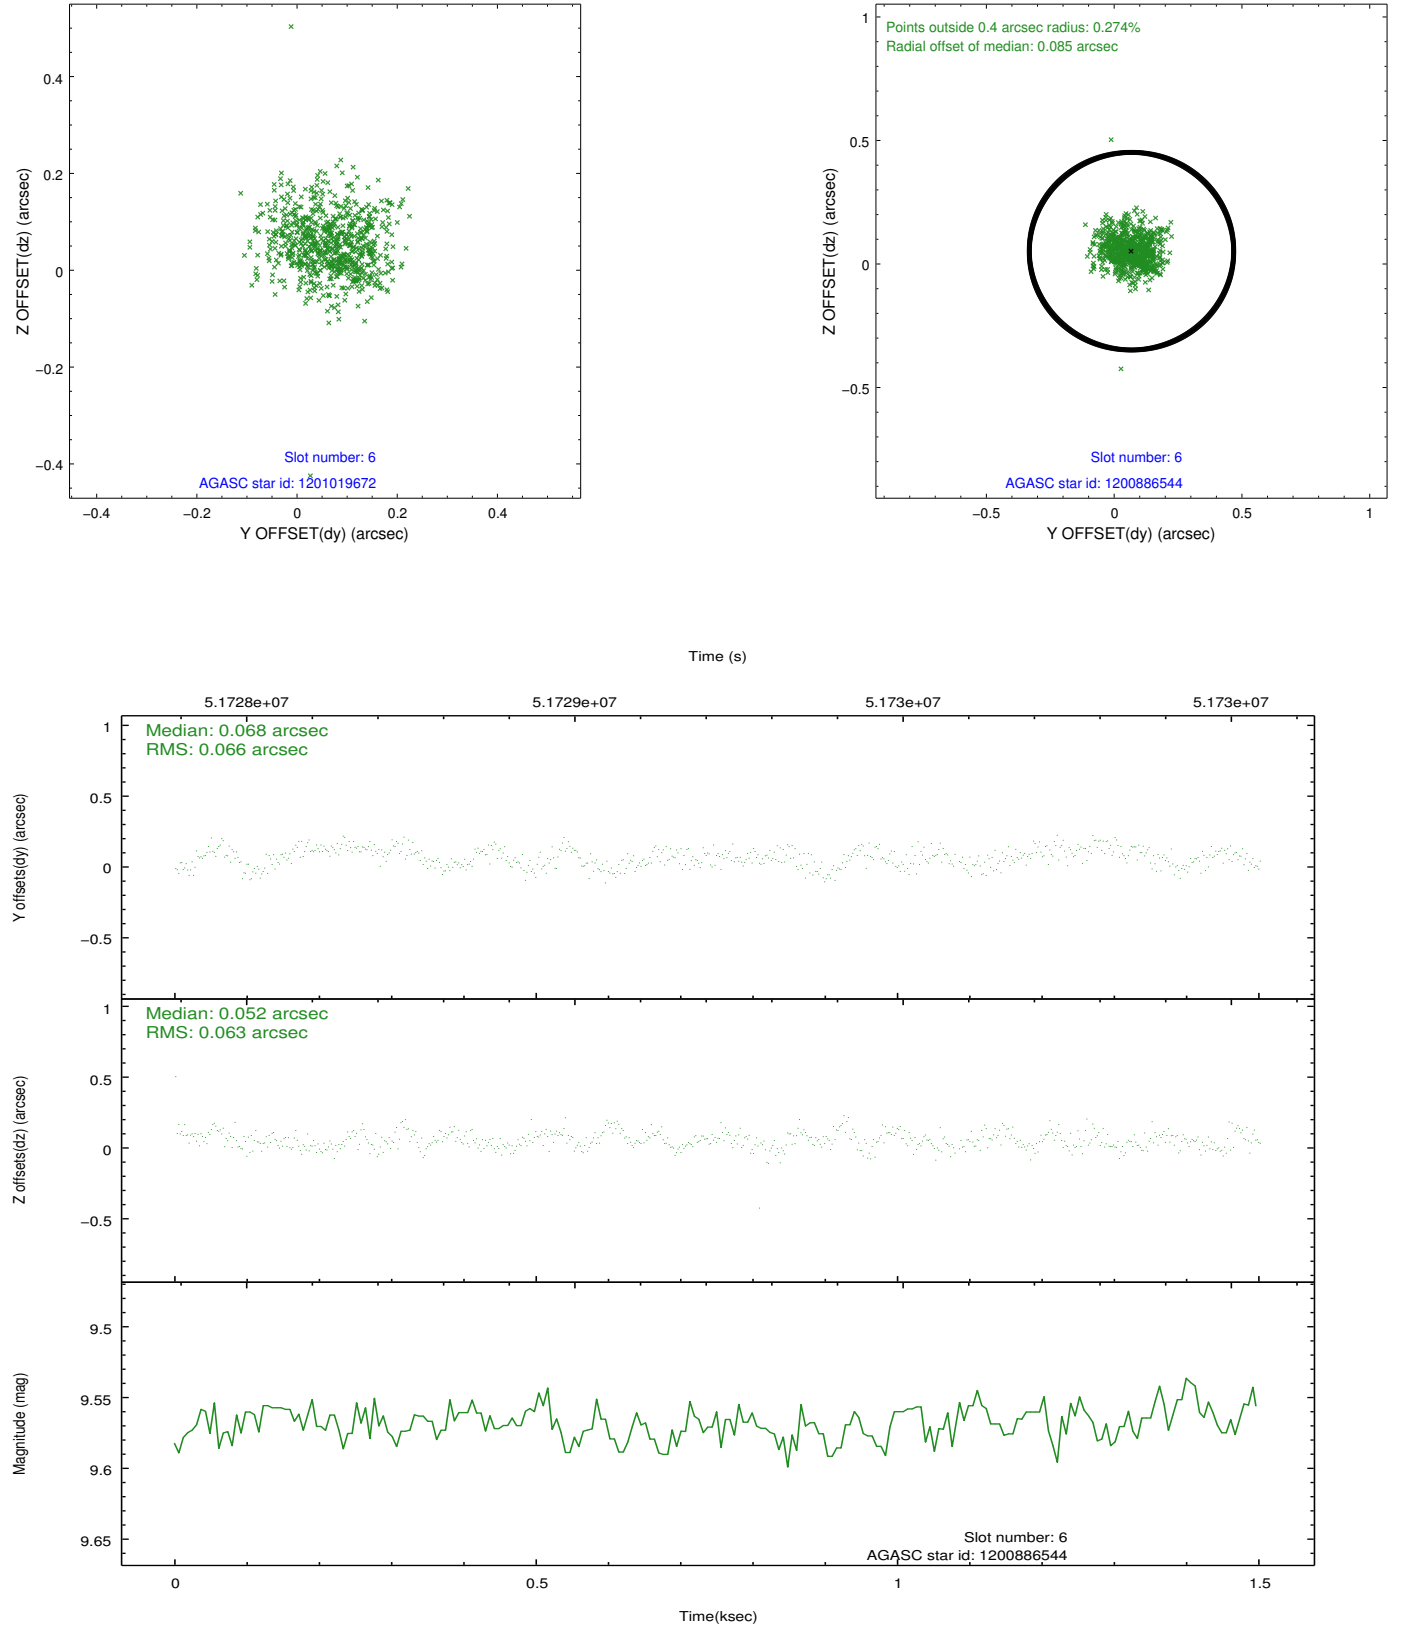 0.4
0.2
0
−0.2
−0.4
Z OFFSET(dz) (arcsec)
Slot number: 6
AGASC star id: 1201019672
−0.4 −0.2 0 0.2 0.4
Y OFFSET(dy) (arcsec)
Points outside 0.4 arcsec radius: 0.274%
Radial offset of median: 0.085 arcsec
1
0.5
0
−0.5
Z OFFSET(dz) (arcsec)
Slot number: 6
AGASC star id: 1200886544
−0.5 0 0.5 1
Y OFFSET(dy) (arcsec)
Time (s)
5.1728e+07 5.1729e+07 5.173e+07 5.173e+07
Median: 0.068 arcsec
RMS: 0.066 arcsec
1
0.5
0
−0.5
Y offsets(dy) (arcsec)
Median: 0.052 arcsec
RMS: 0.063 arcsec
1
0.5
0
−0.5
Z offsets(dz) (arcsec)
9.5
9.55
9.6
9.65
Magnitude (mag)
Slot number: 6
AGASC star id: 1200886544
0 0.5 1 1.5
Time(ksec)